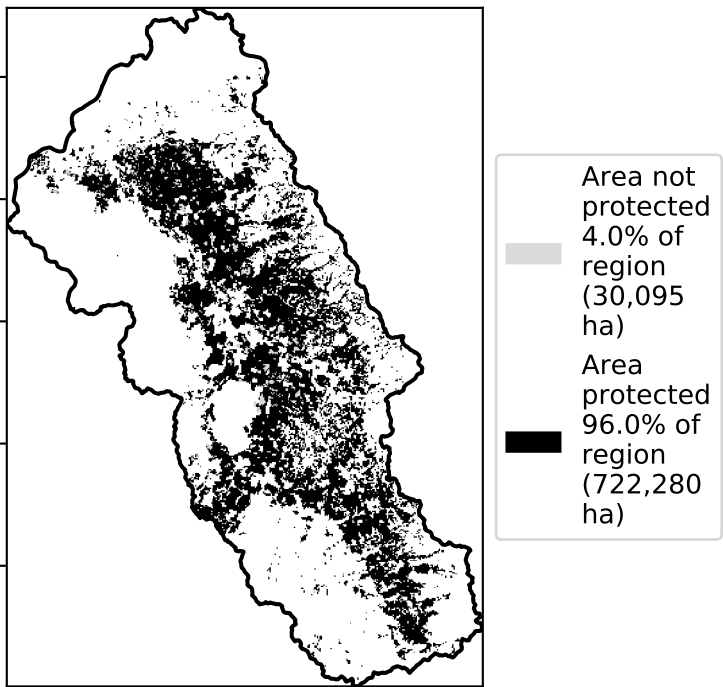 Area not
protected
4.0% of
region
(30,095
ha)
Area
protected
96.0% of
region
(722,280
ha)